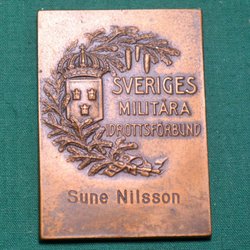 SVERIGES
MILITÄRA
IDROTTSFÖRBUND
Sune Nilsson